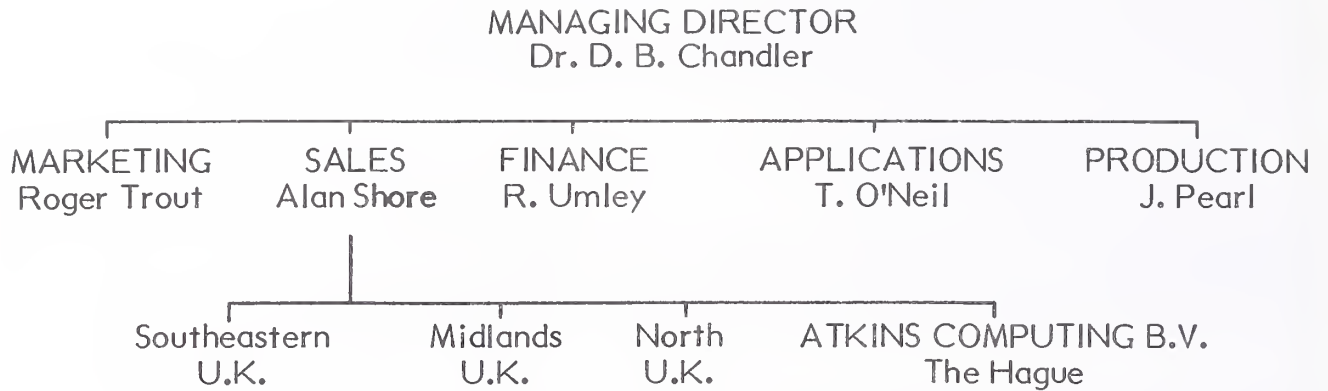 MANAGING DIRECTOR
Dr. D. B. Chandler
MARKETING
Roger Trout
SALES
Alan Shore
FINANCE
R. Umley
APPLICATIONS
T. O'Neil
PRODUCTION
J. Pearl
Southeastern
U.K.
Midlands
U.K.
North
U.K.
ATKINS COMPUTING B.V.
The Hague